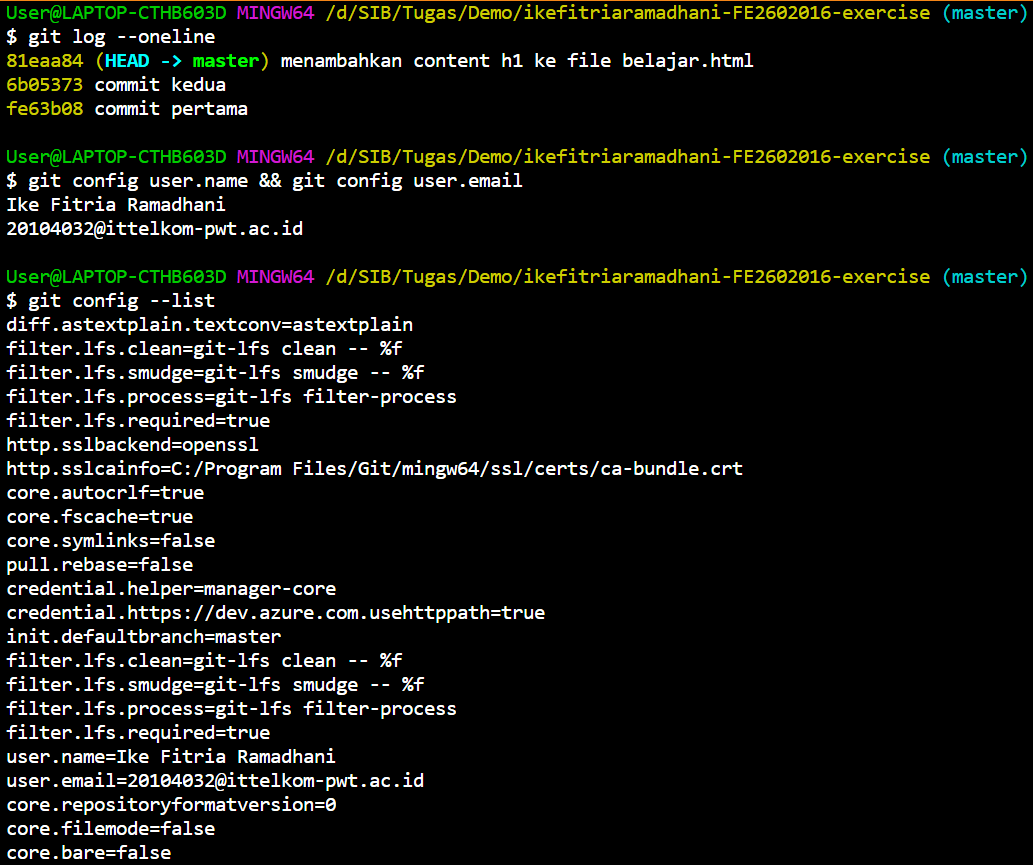 User@LAPTOP-CTHB603D MINGW64 /d/SIB/Tugas/Demo/ikefitriaramadhani-FE2602016-exercise (master)
$ git log --oneline
81eaa84 (HEAD -> master) menambahkan content h1 ke file belajar.html
6b05373 commit kedua
fe63b08 commit pertama
User@LAPTOP-CTHB603D MINGW64 /d/SIB/Tugas/Demo/ikefitriaramadhani-FE2602016-exercise (master)
$ git config user.name && git config user.email
Ike Fitria Ramadhani
20104032@ittelkom-pwt.ac.id
User@LAPTOP-CTHB603D MINGW64 /d/SIB/Tugas/Demo/ikefitriaramadhani-FE2602016-exercise (master)
$ git config --list
diff.astextplain.textconv=astextplain
filter.lfs.clean=git-lfs clean -- %f
filter.lfs.smudge=git-lfs smudge -- %f
filter.lfs.process=git-lfs filter-process
filter.lfs.required=true
http.sslbackend=openssl
http.sslcainfo=C:/Program Files/Git/mingw64/ssl/certs/ca-bundle.crt
core.autocrlf=true
core.fscache=true
core.symlinks=false
pull.rebase=false
credential.helper=manager-core
credential.https://dev.azure.com.usehttppath=true
init.defaultbranch=master
filter.lfs.clean=git-lfs clean -- %f
filter.lfs.smudge=git-lfs smudge -- %f
filter.lfs.process=git-lfs filter-process
filter.lfs.required=true
user.name=Ike Fitria Ramadhani
user.email=20104032@ittelkom-pwt.ac.id
core.repositoryformatversion=0
core.filemode=false
core.bare=false